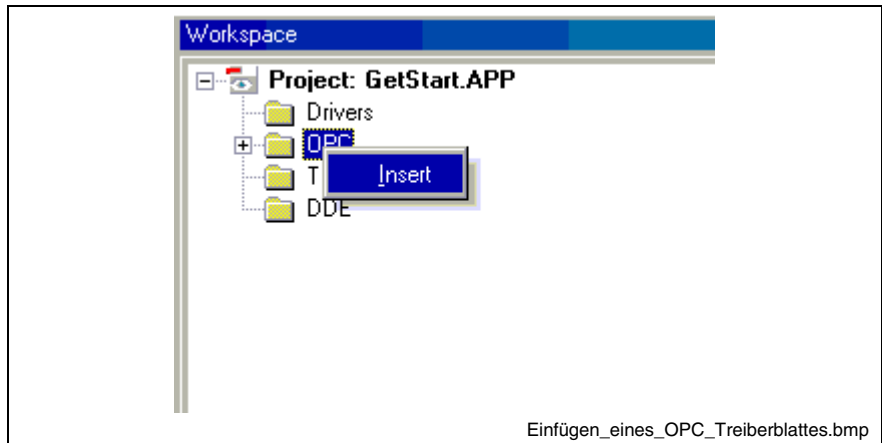 Workspace
Project: GetStart.APP
Drivers
OPC
T
Insert
DDE
Einfügen_eines_OPC_Treiberblattes.bmp